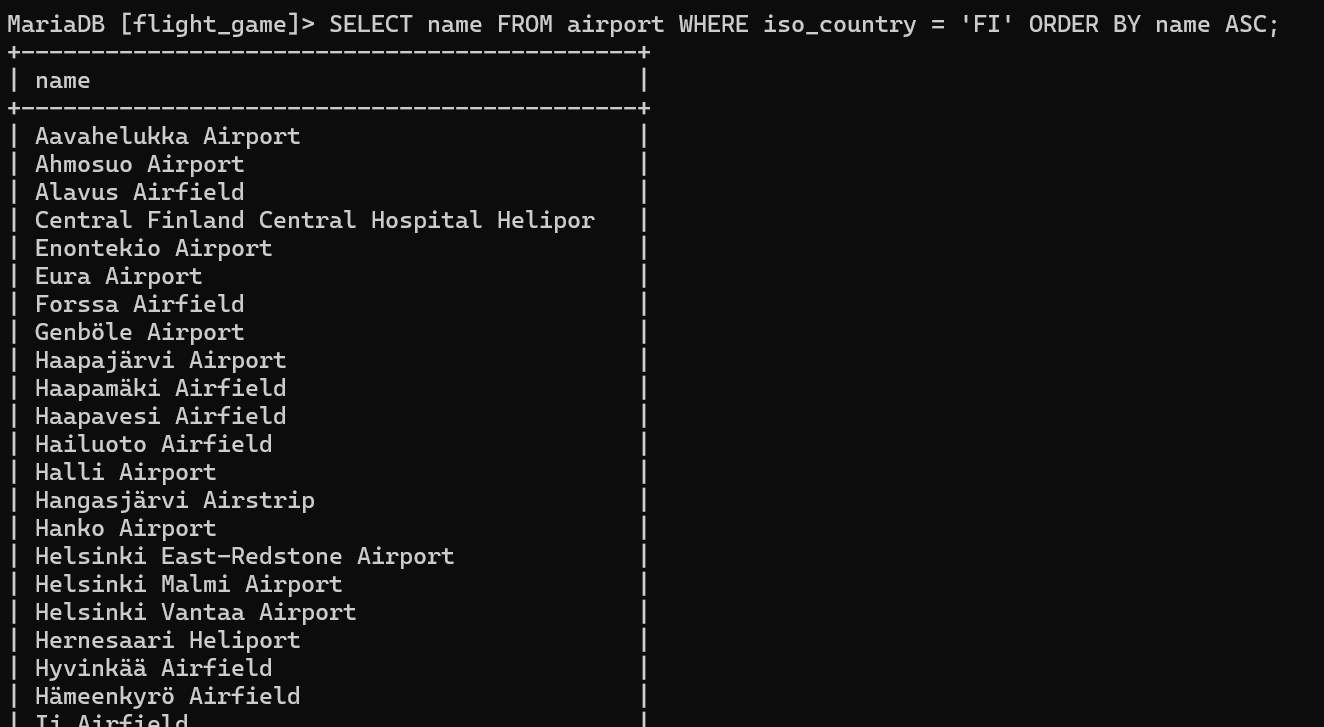 MariaDB [flight_game]> SELECT name FROM airport WHERE iso_country = 'FI' ORDER BY name ASC;
+--------------------------------------------+
| name                                       |
+--------------------------------------------+
| Aavahelukka Airport                        |
| Ahmosuo Airport                            |
| Alavus Airfield                            |
| Central Finland Central Hospital Helipor   |
| Enontekio Airport                          |
| Eura Airport                               |
| Forssa Airfield                            |
| Genböle Airport                            |
| Haapajärvi Airport                         |
| Haapamäki Airfield                         |
| Haapavesi Airfield                         |
| Hailuoto Airfield                          |
| Halli Airport                              |
| Hangasjärvi Airstrip                       |
| Hanko Airport                              |
| Helsinki East-Redstone Airport             |
| Helsinki Malmi Airport                     |
| Helsinki Vantaa Airport                    |
| Hernesaari Heliport                        |
| Hyvinkää Airfield                          |
| Hämeenkyrö Airfield                        |
| Ii Airfield                                |